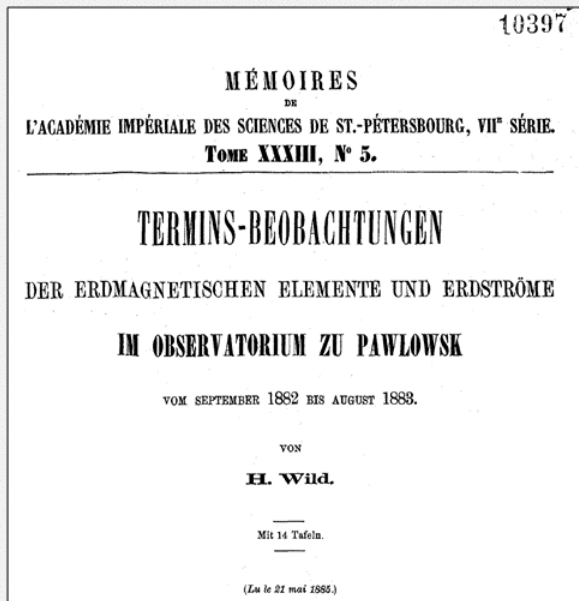 10397
MÉMOIRES
DE
L'ACADÉMIE IMPÉRIALE DES SCIENCES DE ST.-PÉTERSBOURG, VIIE SÉRIE.
TOME XXXIII, No 5.
TERMINS-BEOBACHTUNGEN
DER ERDMAGNETISCHEN ELEMENTE UND ERDSTRÖME
IM OBSERVATORIUM ZU PAWLOWSK
VOM SEPTEMBER 1882 BIS AUGUST 1883.
VON
H. Wild.
Mit 14 Tafeln.
(Lu le 21 mai 1885.)